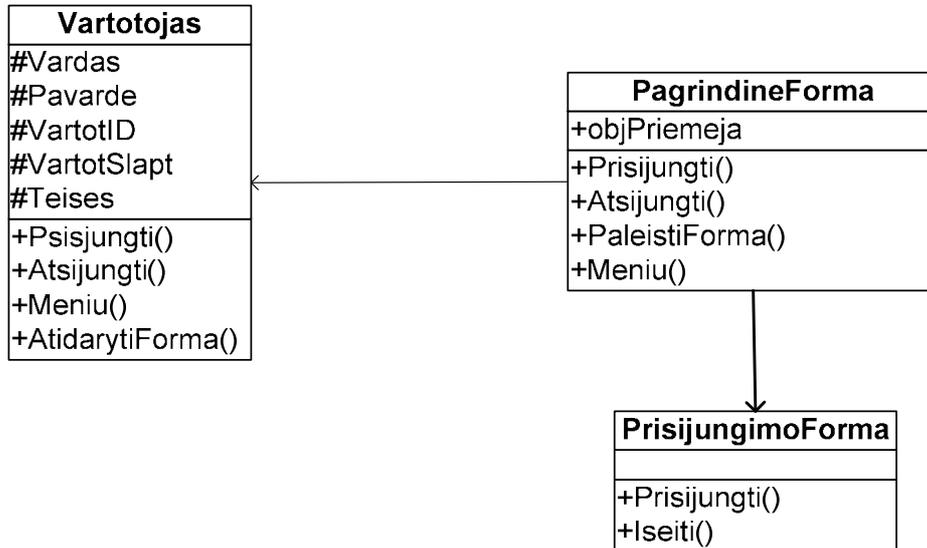 Vartotojas
#Vardas
#Pavarde
#VartotID
#VartotSlapt
#Teises
+Psisjungti()
+Atsijungti()
+Meniu()
+AtidarytiForma()
PagrindineForma
+objPriemeja
+Prisijungti()
+Atsijungti()
+PaleistiForma()
+Meniu()
PrisijungimoForma
+Prisijungti()
+Iseiti()